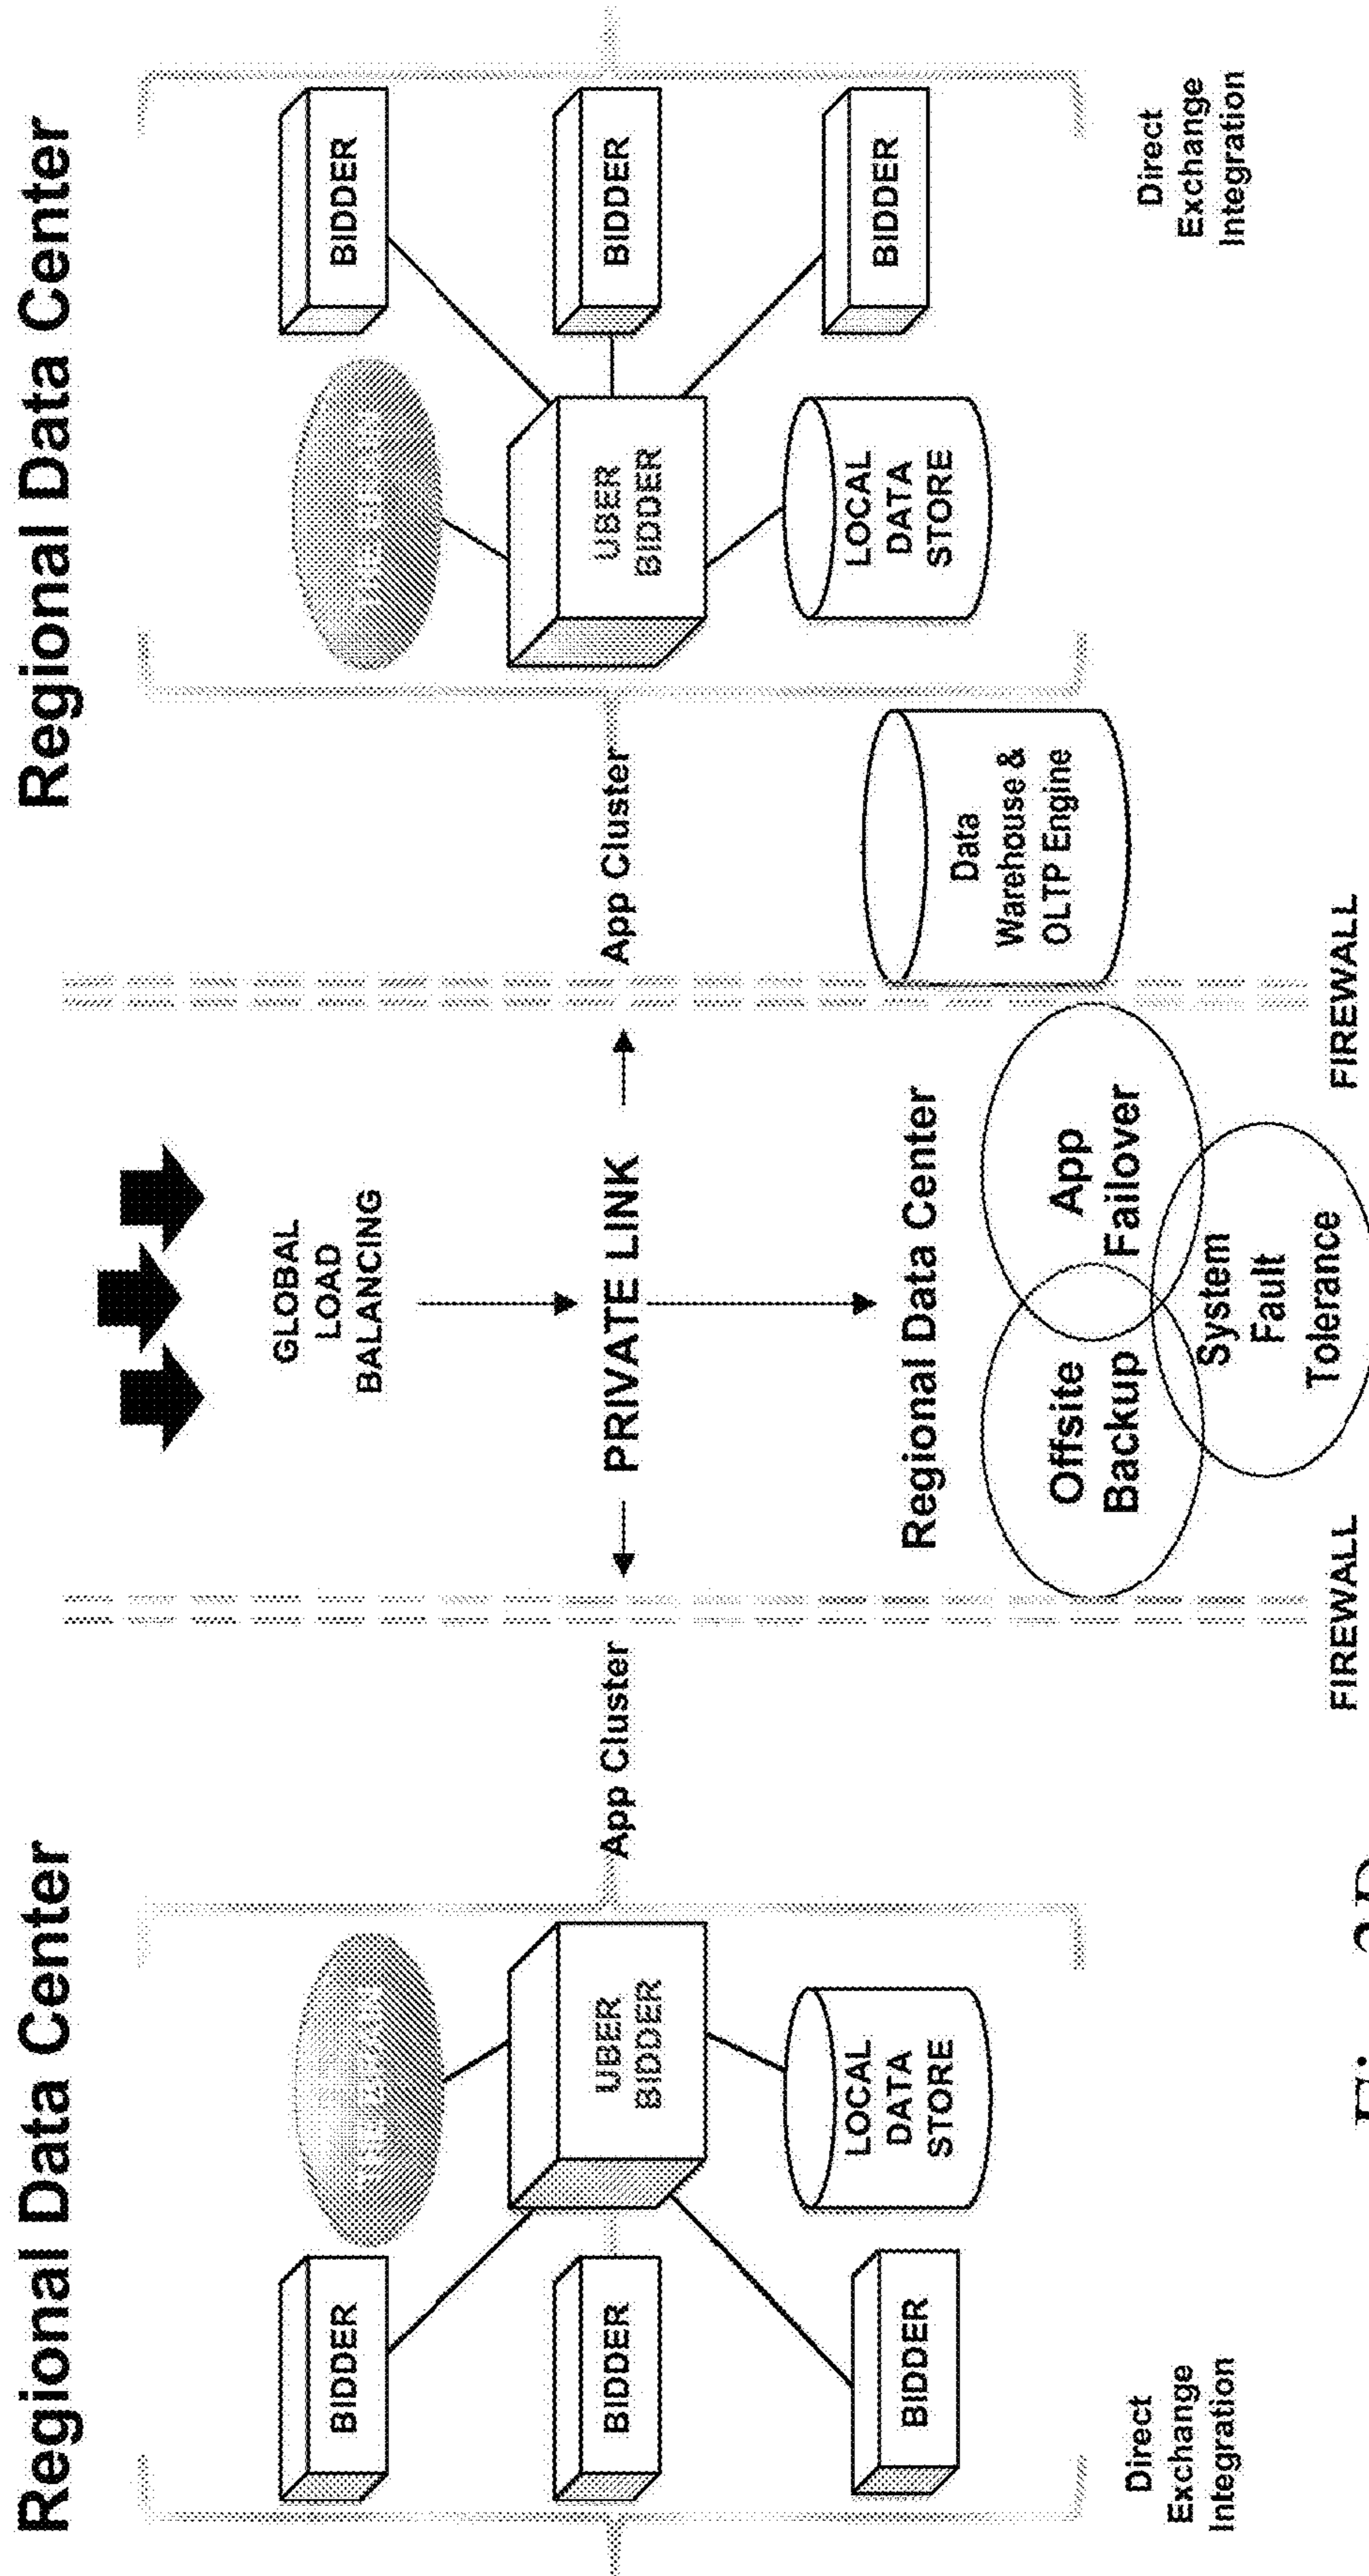 Regional Data Center
Regional Data Center
BIDDER
BIDDER
BIDDER
UBER
BIDDER
LOCAL
DATA
STORE
App Cluster
Direct
Exchange
Integration
GLOBAL
LOAD
BALANCING
PRIVATE LINK
Regional Data Center
Offsite
Backup
App
Failover
System
Fault
Tolerance
FIREWALL
FIREWALL
App Cluster
Data
Warehouse &
OLTP Engine
UBER
BIDDER
LOCAL
DATA
STORE
BIDDER
BIDDER
BIDDER
Direct
Exchange
Integration